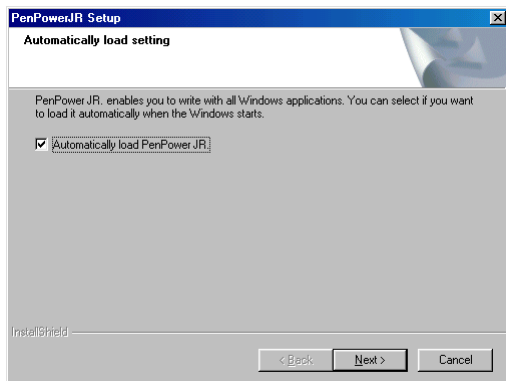 PenPowerJR Setup
Automatically load setting
PenPower JR. enables you to write with all Windows applications. You can select if you want
to load it automatically when the Windows starts.
Automatically load PenPower JR.
InstallShield
< Back Next > Cancel